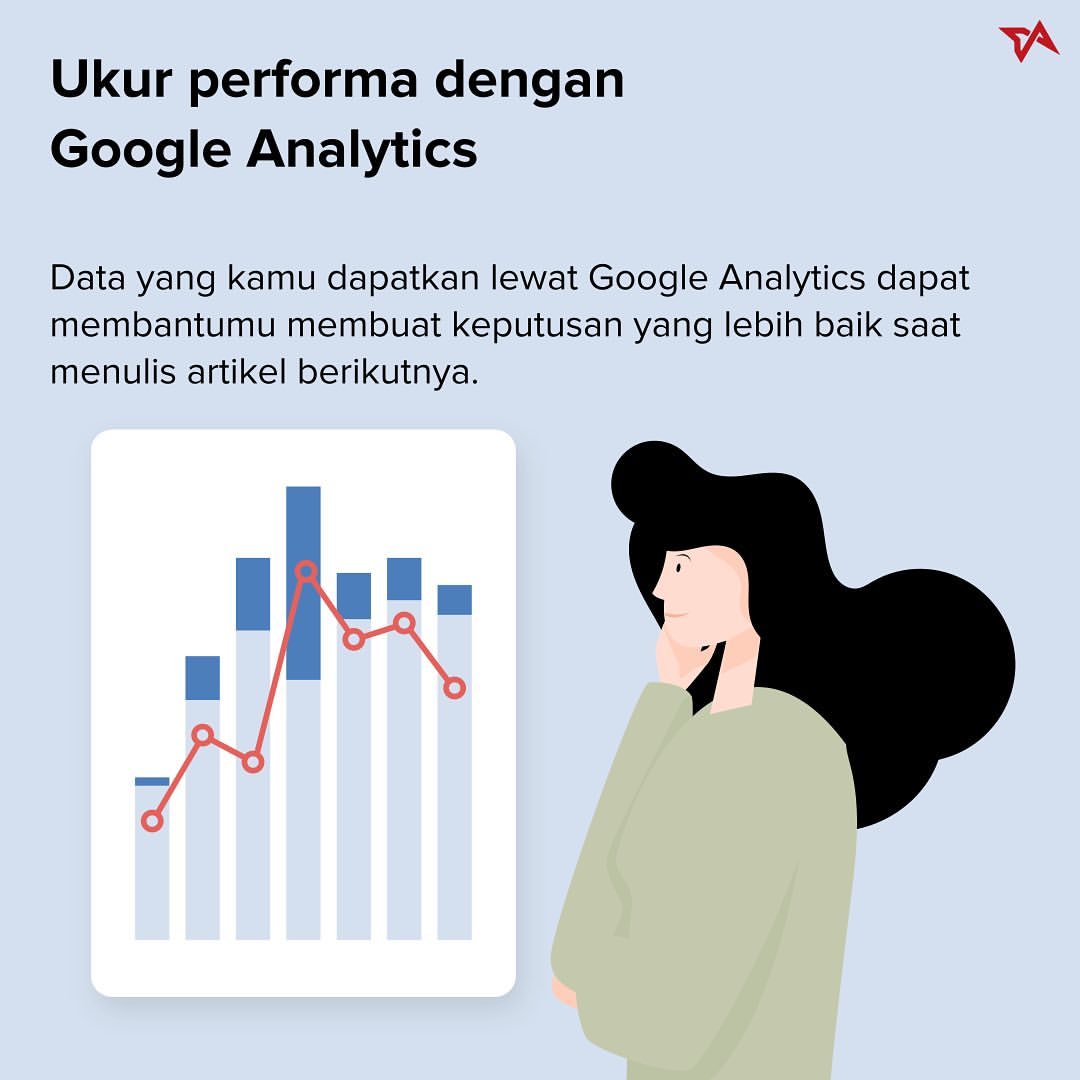 Ukur performa dengan
Google Analytics
Data yang kamu dapatkan lewat Google Analytics dapat
membantumu membuat keputusan yang lebih baik saat
menulis artikel berikutnya.